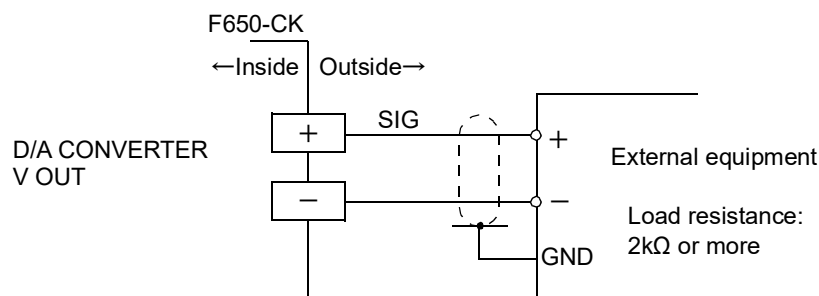 F650-CK
←Inside Outside→
D/A CONVERTER
V OUT
+
SIG
+
−
−
External equipment
Load resistance:
2kΩ or more
GND